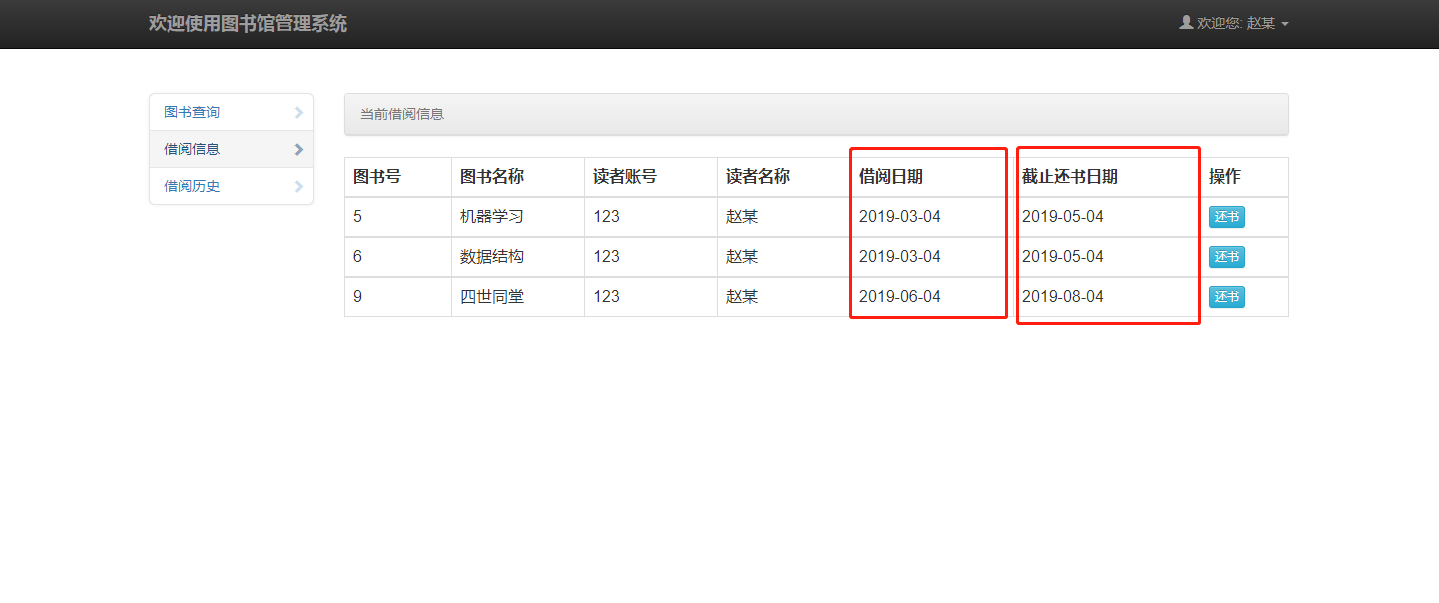 欢迎使用图书馆管理系统 欢迎您: 赵某
图书查询
借阅信息
借阅历史
当前借阅信息
图书号 图书名称 读者账号 读者名称 借阅日期 截止还书日期 操作
5 机器学习 123 赵某 2019-03-04 2019-05-04 还书
6 数据结构 123 赵某 2019-03-04 2019-05-04 还书
9 四世同堂 123 赵某 2019-06-04 2019-08-04 还书